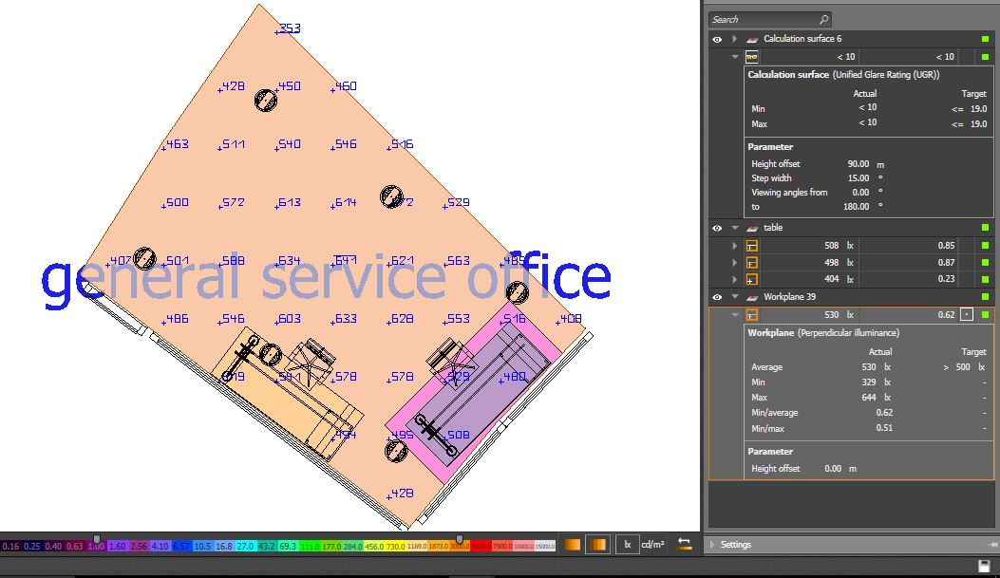 353
428 450 460
463 511 540 546 516
500 572 613 614 572 529
407 501 588 634 641 621 563 485
general service office
486 546 603 633 628 553 516 408
541 578 578 529 480
494 495 508
428
0.16 0.25 0.40 0.63 1.00 1.60 2.56 4.10 6.57 10.5 16.8 27.0 43.2 69.3 111.0 177.0 284.0 456.0 730.0 1169.0 1873.0 3000.0 5000.0 7500.0 10000.0 15000.0
lx cd/m²
Search
Calculation surface 6
< 10 < 10
Calculation surface (Unified Glare Rating (UGR))
Actual Target
Min < 10 <= 19.0
Max < 10 <= 19.0
Parameter
Height offset 90.00 m
Step width 15.00 °
Viewing angles from 0.00 °
to 180.00 °
table
508 lx 0.85
498 lx 0.87
404 lx 0.23
Workplane 39
530 lx 0.62
Workplane (Perpendicular illuminance)
Actual Target
Average 530 lx > 500 lx
Min 329 lx -
Max 644 lx -
Min/average 0.62 -
Min/max 0.51 -
Parameter
Height offset 0.00 m
Settings